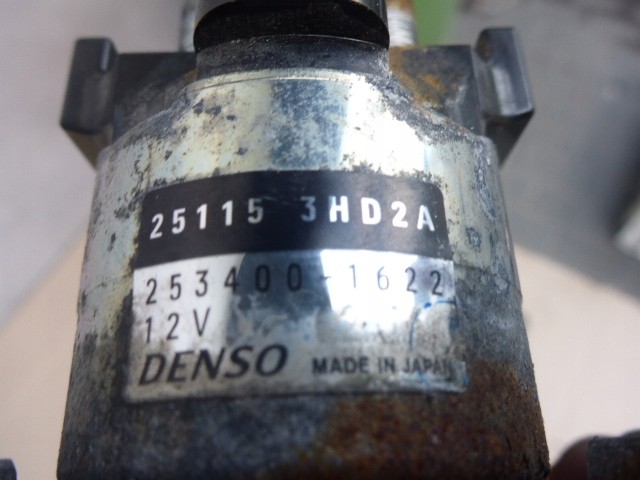 25115 3HD2A
253400-1622
12V
DENSO MADE IN JAPAN